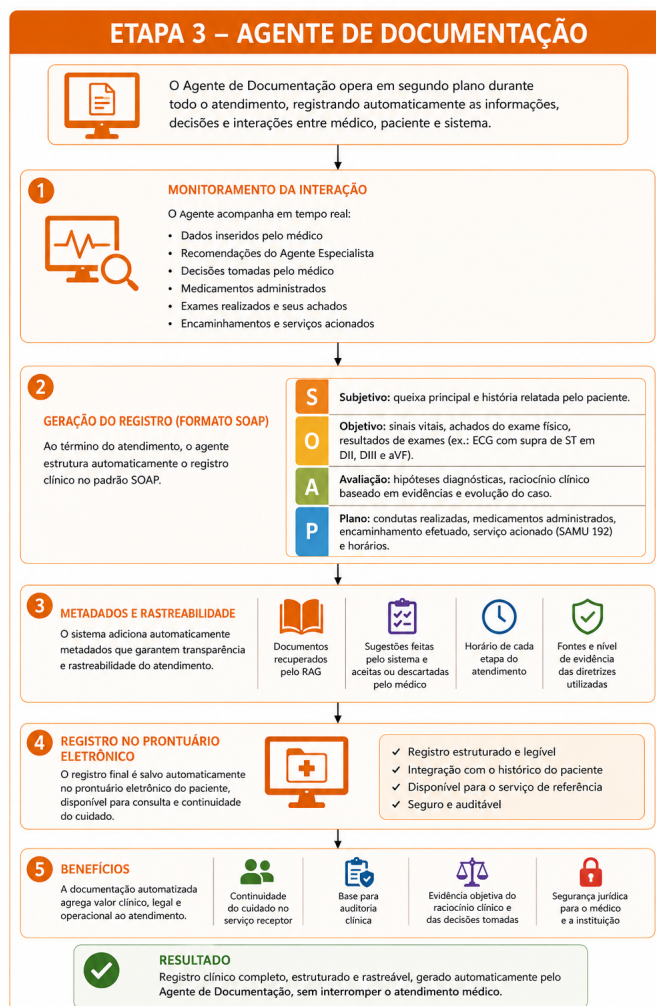 ETAPA 3 – AGENTE DE DOCUMENTAÇÃO
O Agente de Documentação opera em segundo plano durante
todo o atendimento, registrando automaticamente as informações,
decisões e interações entre médico, paciente e sistema.
1
MONITORAMENTO DA INTERAÇÃO
O Agente acompanha em tempo real:
• Dados inseridos pelo médico
• Recomendações do Agente Especialista
• Decisões tomadas pelo médico
• Medicamentos administrados
• Exames realizados e seus achados
• Encaminhamentos e serviços acionados
2
GERAÇÃO DO REGISTRO (FORMATO SOAP)
Ao término do atendimento, o agente
estrutura automaticamente o registro
clínico no padrão SOAP.
S
Subjetivo: queixa principal e história relatada pelo paciente.
O
Objetivo: sinais vitais, achados do exame físico,
resultados de exames (ex.: ECG com supra de ST em
DII, DIII e aVF).
A
Avaliação: hipóteses diagnósticas, raciocínio clínico
baseado em evidências e evolução do caso.
P
Plano: condutas realizadas, medicamentos administrados,
encaminhamento efetuado, serviço acionado (SAMU 192)
e horários.
3
METADADOS E RASTREABILIDADE
O sistema adiciona automaticamente
metadados que garantem transparência
e rastreabilidade do atendimento.
Documentos
recuperados
pelo RAG
Sugestões feitas
pelo sistema e
aceitas ou descartadas
pelo médico
Horário de cada
etapa do
atendimento
Fontes e nível
de evidência
das diretrizes
utilizadas
4
REGISTRO NO PRONTUÁRIO
ELETRÔNICO
O registro final é salvo automaticamente
no prontuário eletrônico do paciente,
disponível para consulta e continuidade
do cuidado.
✓ Registro estruturado e legível
✓ Integração com o histórico do paciente
✓ Disponível para o serviço de referência
✓ Seguro e auditável
5
BENEFÍCIOS
A documentação automatizada
agrega valor clínico, legal e
operacional ao atendimento.
Continuidade
do cuidado no
serviço receptor
Base para
auditoria
clínica
Evidência objetiva do
raciocínio clínico e
das decisões tomadas
Segurança jurídica
para o médico
e a instituição
RESULTADO
Registro clínico completo, estruturado e rastreável, gerado automaticamente pelo
Agente de Documentação, sem interromper o atendimento médico.